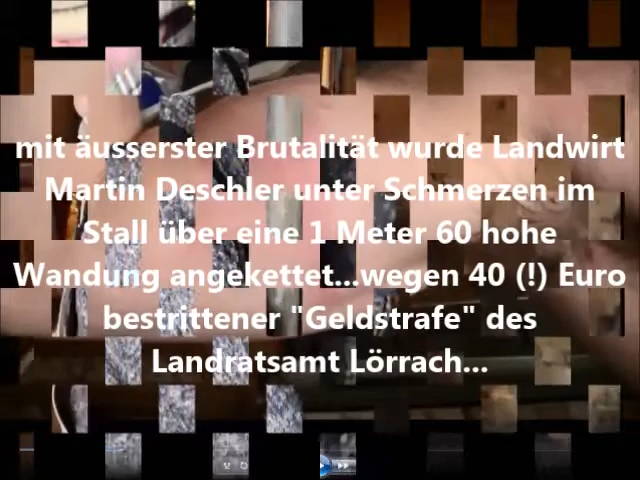 mit äusserster Brutalität wurde Landwirt
Martin Deschler unter Schmerzen im
Stall über eine 1 Meter 60 hohe
Wandung angekettet...wegen 40 (!) Euro
bestrittener "Geldstrafe" des
Landratsamt Lörrach...